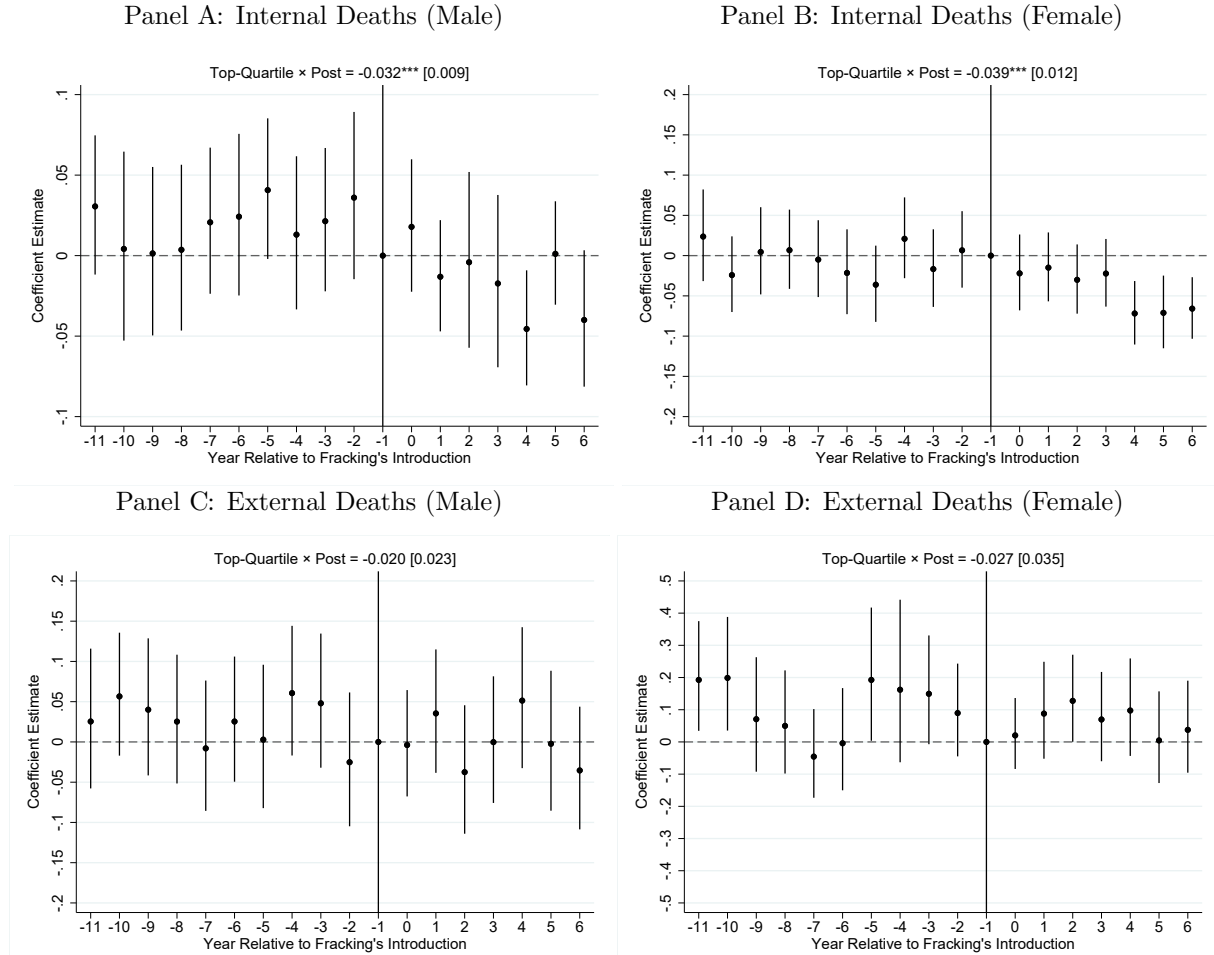 Panel A: Internal Deaths (Male)
Top-Quartile × Post = -0.032*** [0.009]
Coefficient Estimate
.1
.05
0
-.05
-.1
-11 -10 -9 -8 -7 -6 -5 -4 -3 -2 -1 0 1 2 3 4 5 6
Year Relative to Fracking's Introduction
Panel B: Internal Deaths (Female)
Top-Quartile × Post = -0.039*** [0.012]
Coefficient Estimate
.2
.15
.1
.05
0
-.05
-.1
-.15
-.2
-11 -10 -9 -8 -7 -6 -5 -4 -3 -2 -1 0 1 2 3 4 5 6
Year Relative to Fracking's Introduction
Panel C: External Deaths (Male)
Top-Quartile × Post = -0.020 [0.023]
Coefficient Estimate
.2
.15
.1
.05
0
-.05
-.1
-.15
-.2
-11 -10 -9 -8 -7 -6 -5 -4 -3 -2 -1 0 1 2 3 4 5 6
Year Relative to Fracking's Introduction
Panel D: External Deaths (Female)
Top-Quartile × Post = -0.027 [0.035]
Coefficient Estimate
.5
.4
.3
.2
.1
0
-.1
-.2
-.3
-.4
-.5
-11 -10 -9 -8 -7 -6 -5 -4 -3 -2 -1 0 1 2 3 4 5 6
Year Relative to Fracking's Introduction